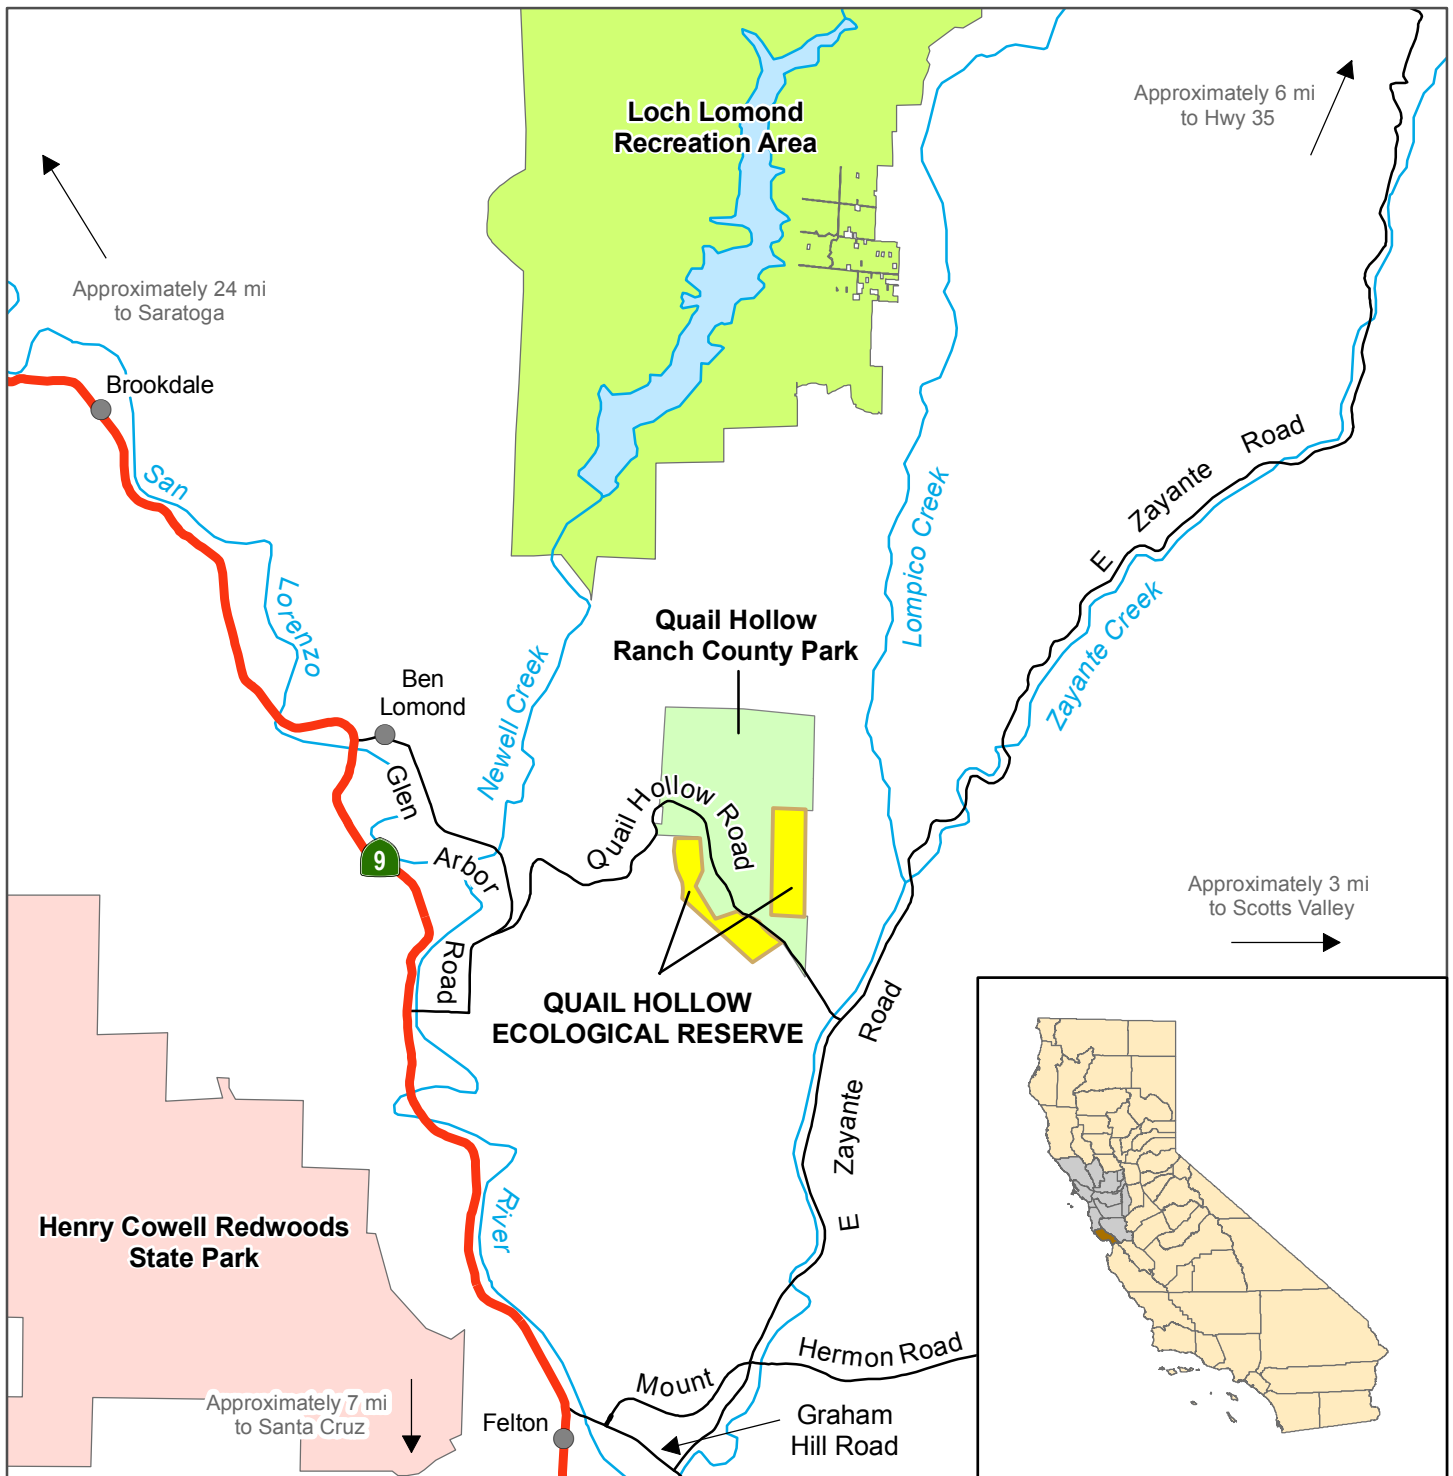 Loch Lomond
Recreation Area
Approximately 6 mi
to Hwy 35
Approximately 24 mi
to Saratoga
Brookdale
San
Lorenzo
River
E Zayante Road
Lompico Creek
Zayante Creek
Quail Hollow
Ranch County Park
Newell Creek
Ben
Lomond
Glen
Arbor
Road
Quail Hollow Road
9
Approximately 3 mi
to Scotts Valley
QUAIL HOLLOW
ECOLOGICAL RESERVE
E Zayante Road
Henry Cowell Redwoods
State Park
Mount Hermon Road
Approximately 7 mi
to Santa Cruz
Felton
Graham
Hill Road